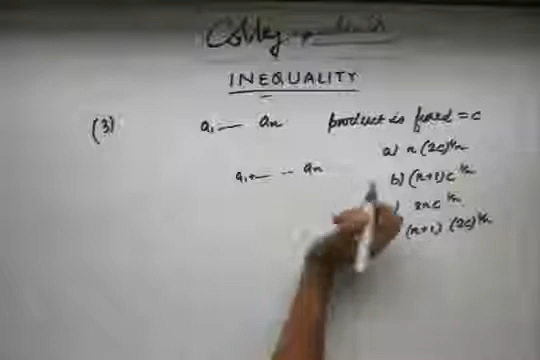 INEQUALITY
(3) a₁— aₙ product is fixed = c
a) n(2c)^1/n
a₁,— -- aₙ
b) (n+1)c^1/n
) 2nc^1/n
(n+1) (2c)^1/n